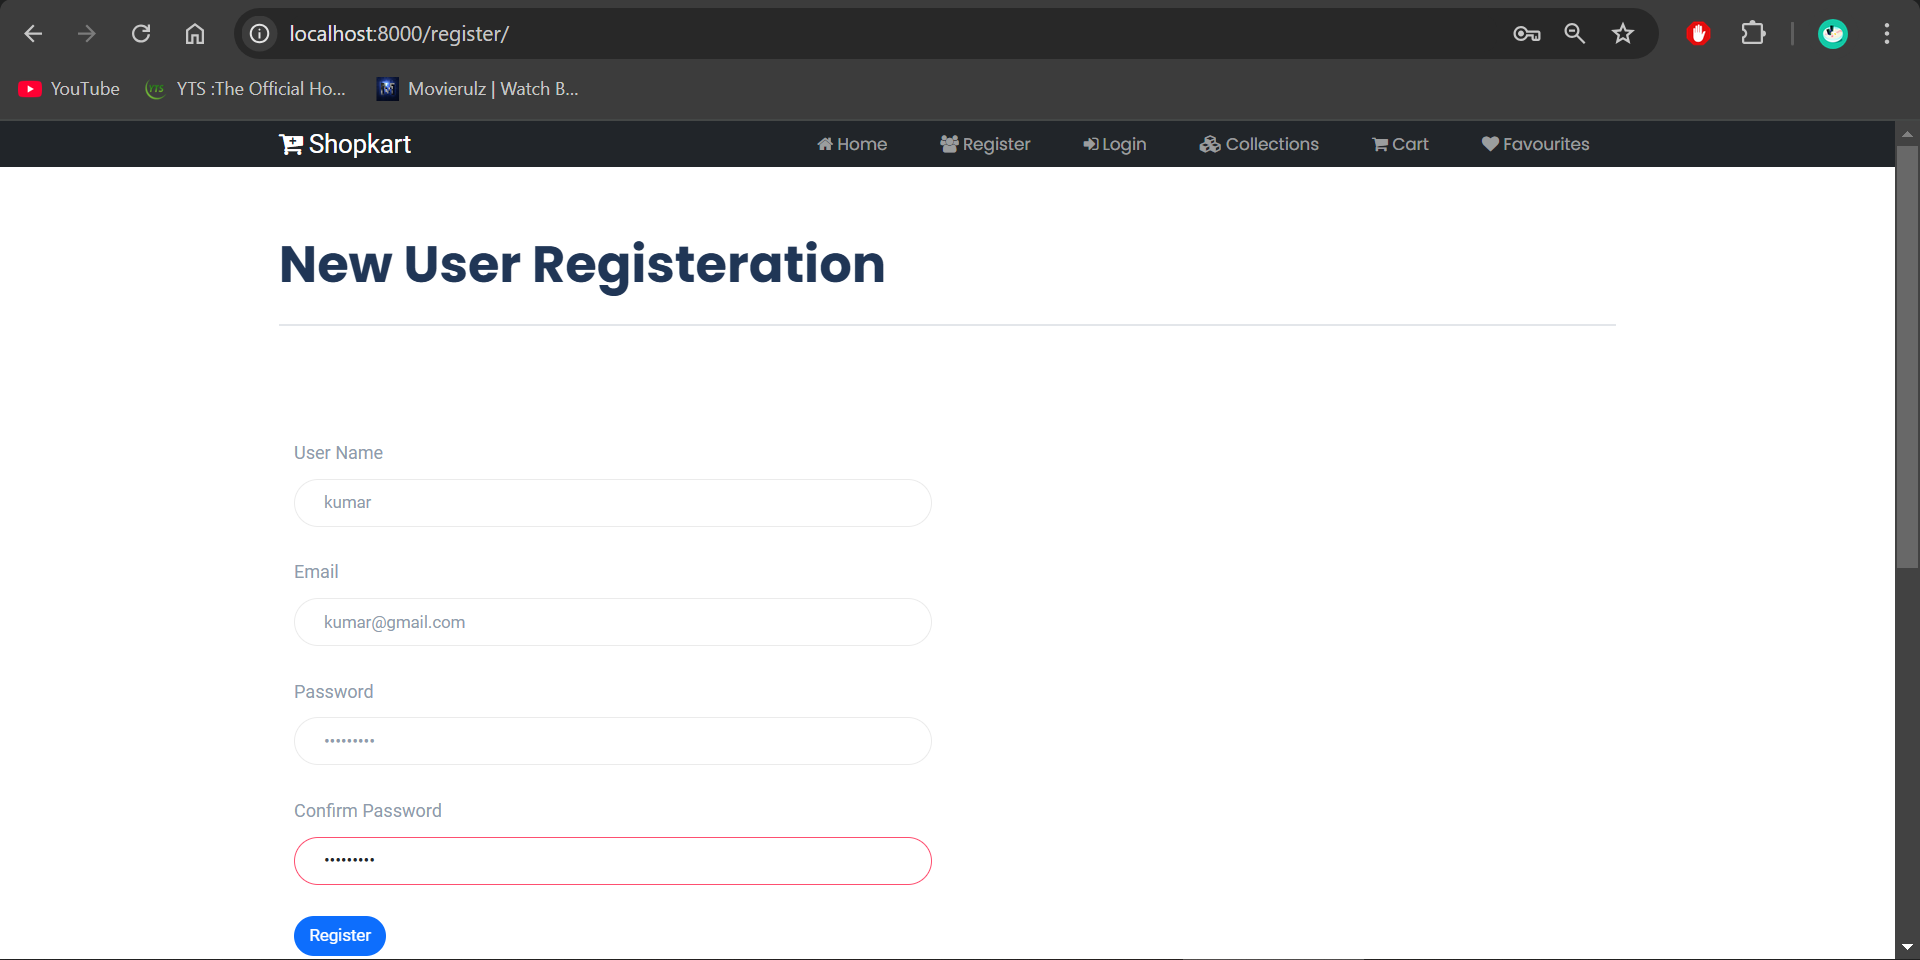 localhost:8000/register/
YouTube YTS :The Official Ho... Movierulz | Watch B...
Shopkart Home Register Login Collections Cart Favourites
New User Registeration
User Name
kumar
Email
kumar@gmail.com
Password
•••••••••
Confirm Password
•••••••••
Register